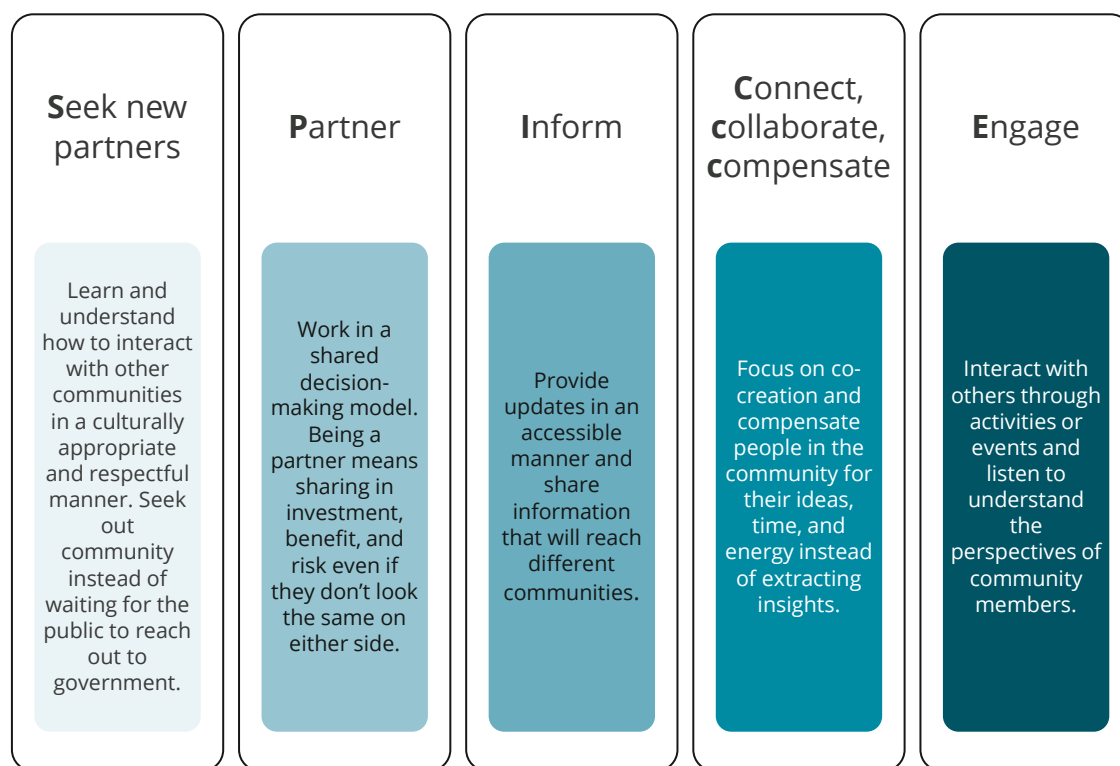 Seek new
partners
Learn and
understand
how to interact
with other
communities
in a culturally
appropriate
and respectful
manner. Seek
out
community
instead of
waiting for the
public to reach
out to
government.
Partner
Work in a
shared
decision-
making model.
Being a
partner means
sharing in
investment,
benefit, and
risk even if
they don’t look
the same on
either side.
Inform
Provide
updates in an
accessible
manner and
share
information
that will reach
different
communities.
Connect,
collaborate,
compensate
Focus on co-
creation and
compensate
people in the
community for
their ideas,
time, and
energy instead
of extracting
insights.
Engage
Interact with
others through
activities or
events and
listen to
understand
the
perspectives of
community
members.